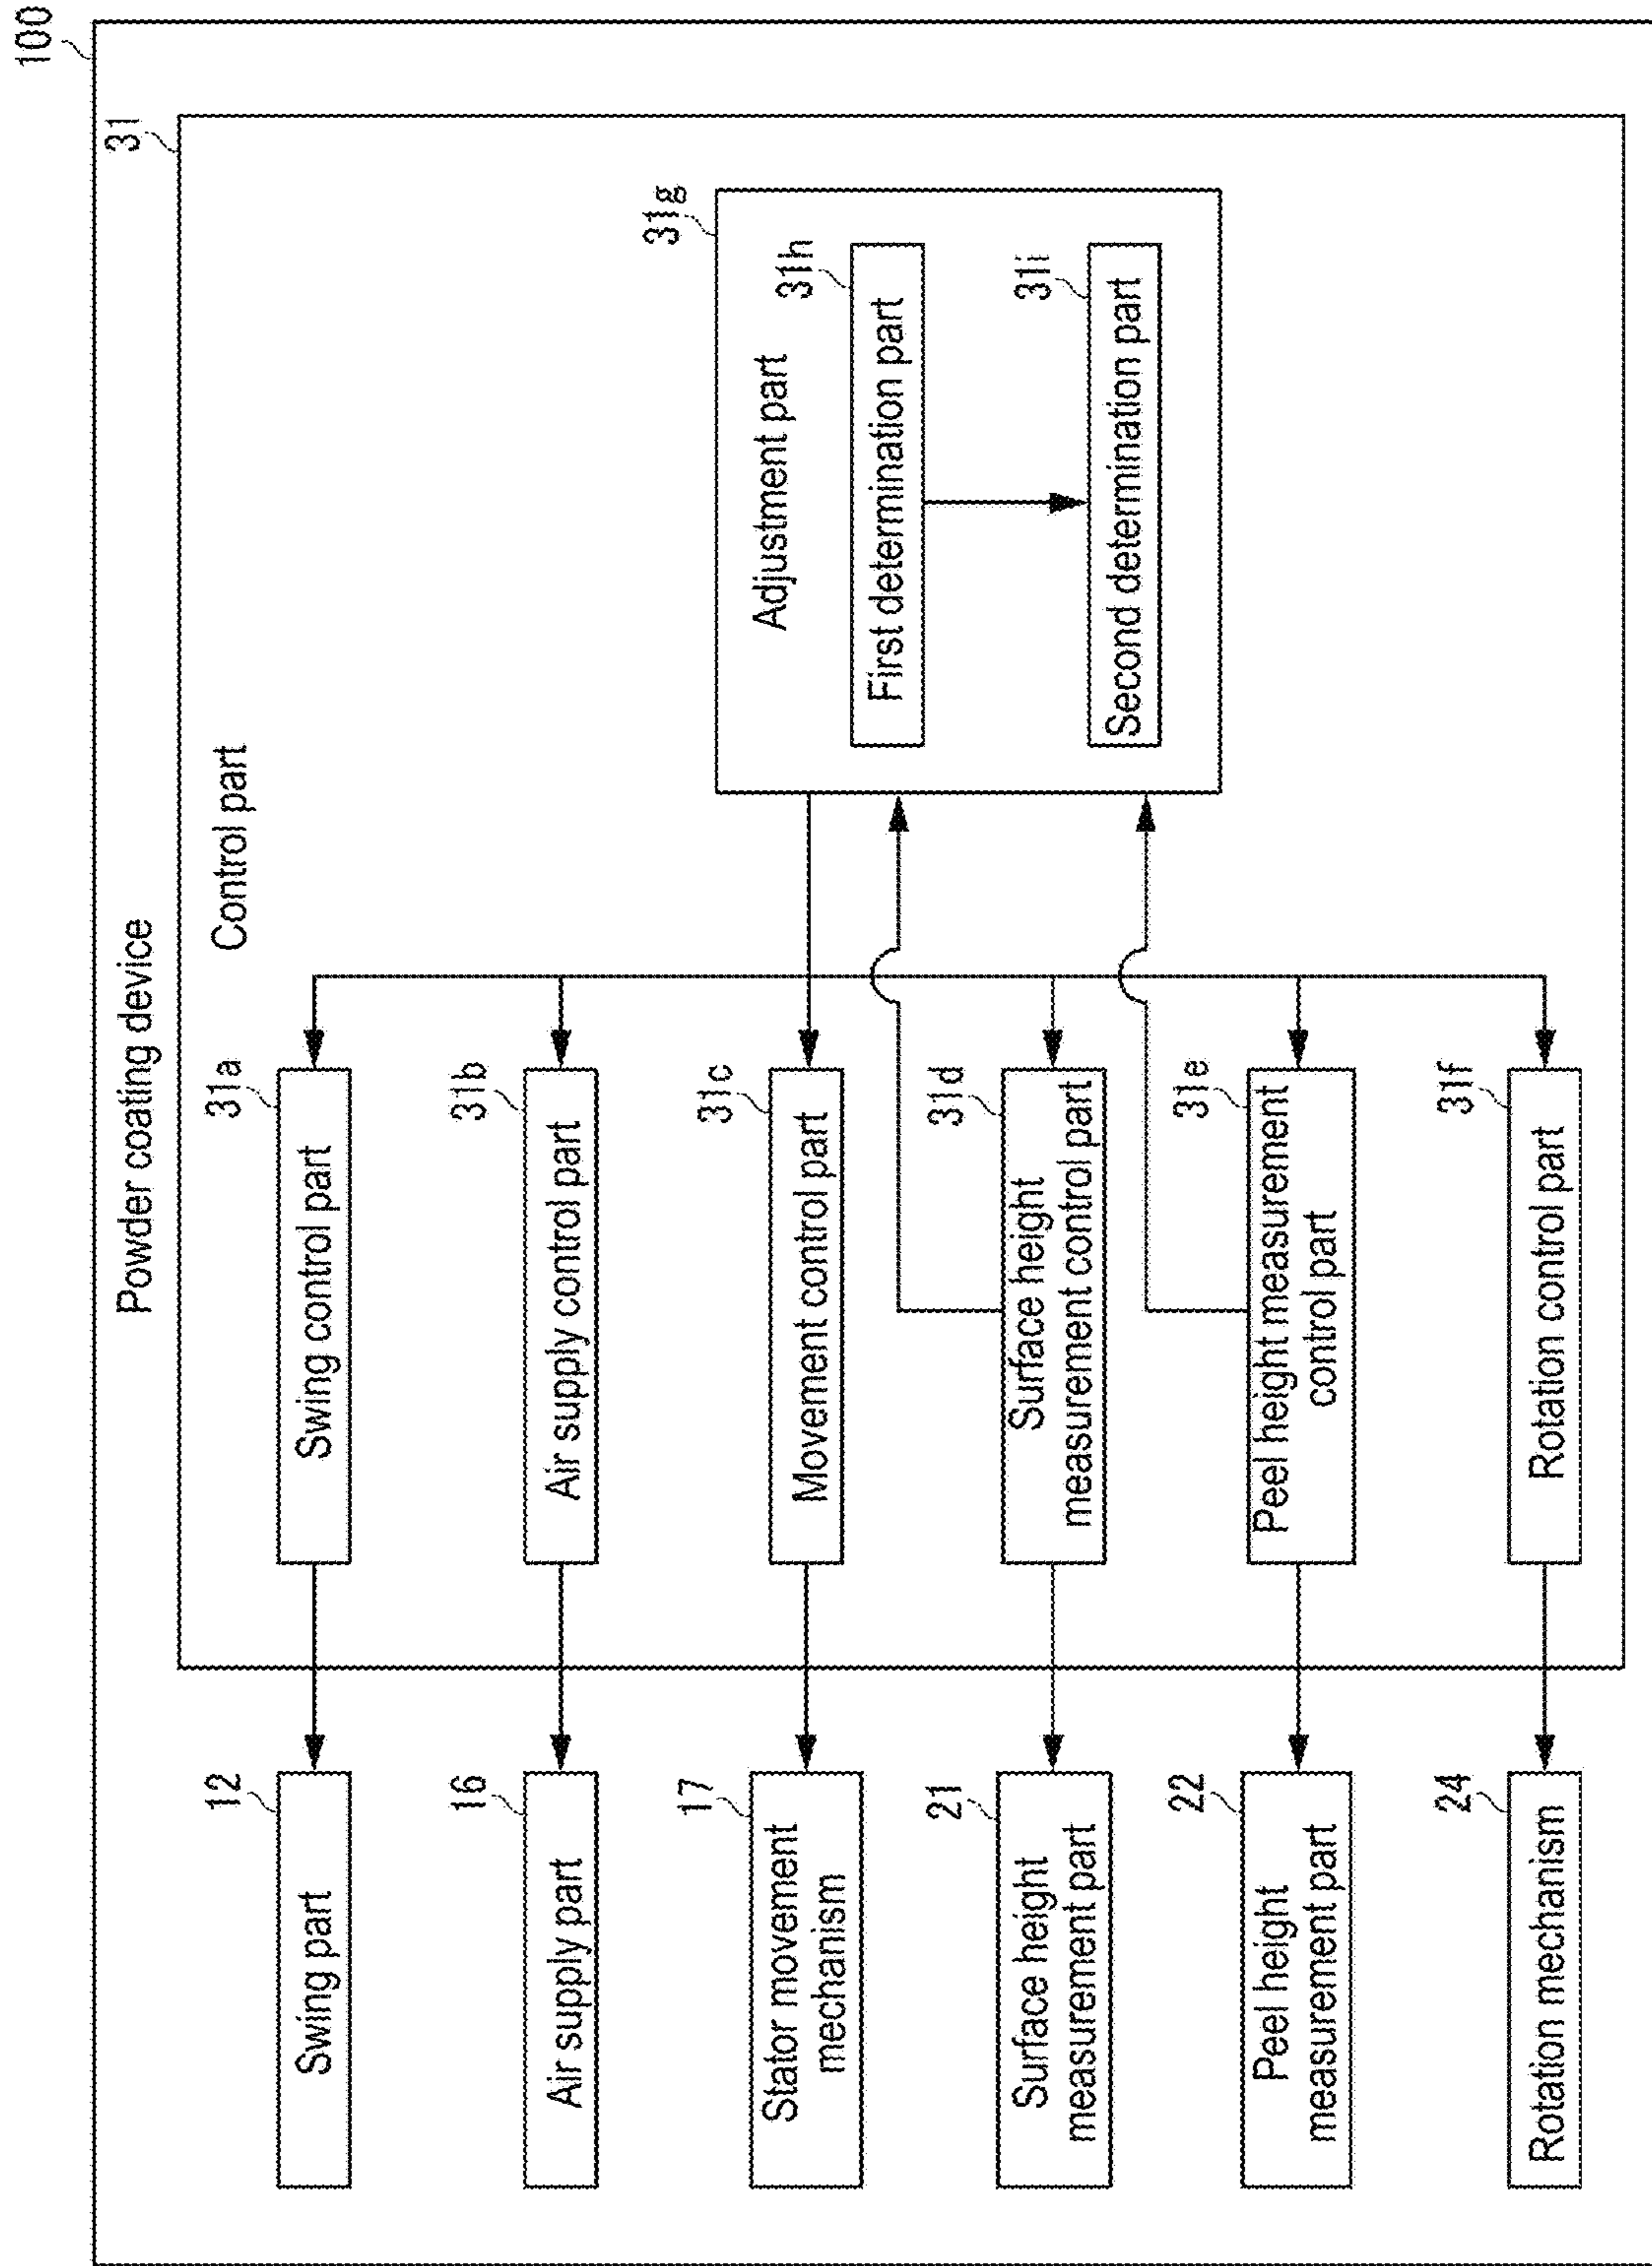 100
Powder coating device
31
Control part
12
Swing part
31a
Swing control part
16
Air supply part
31b
Air supply control part
31g
Adjustment part
17
Stator movement
mechanism
31c
Movement control part
31h
First determination part
21
Surface height
measurement part
31d
Surface height
measurement control part
31i
Second determination part
22
Peel height
measurement part
31e
Peel height measurement
control part
24
Rotation mechanism
31f
Rotation control part